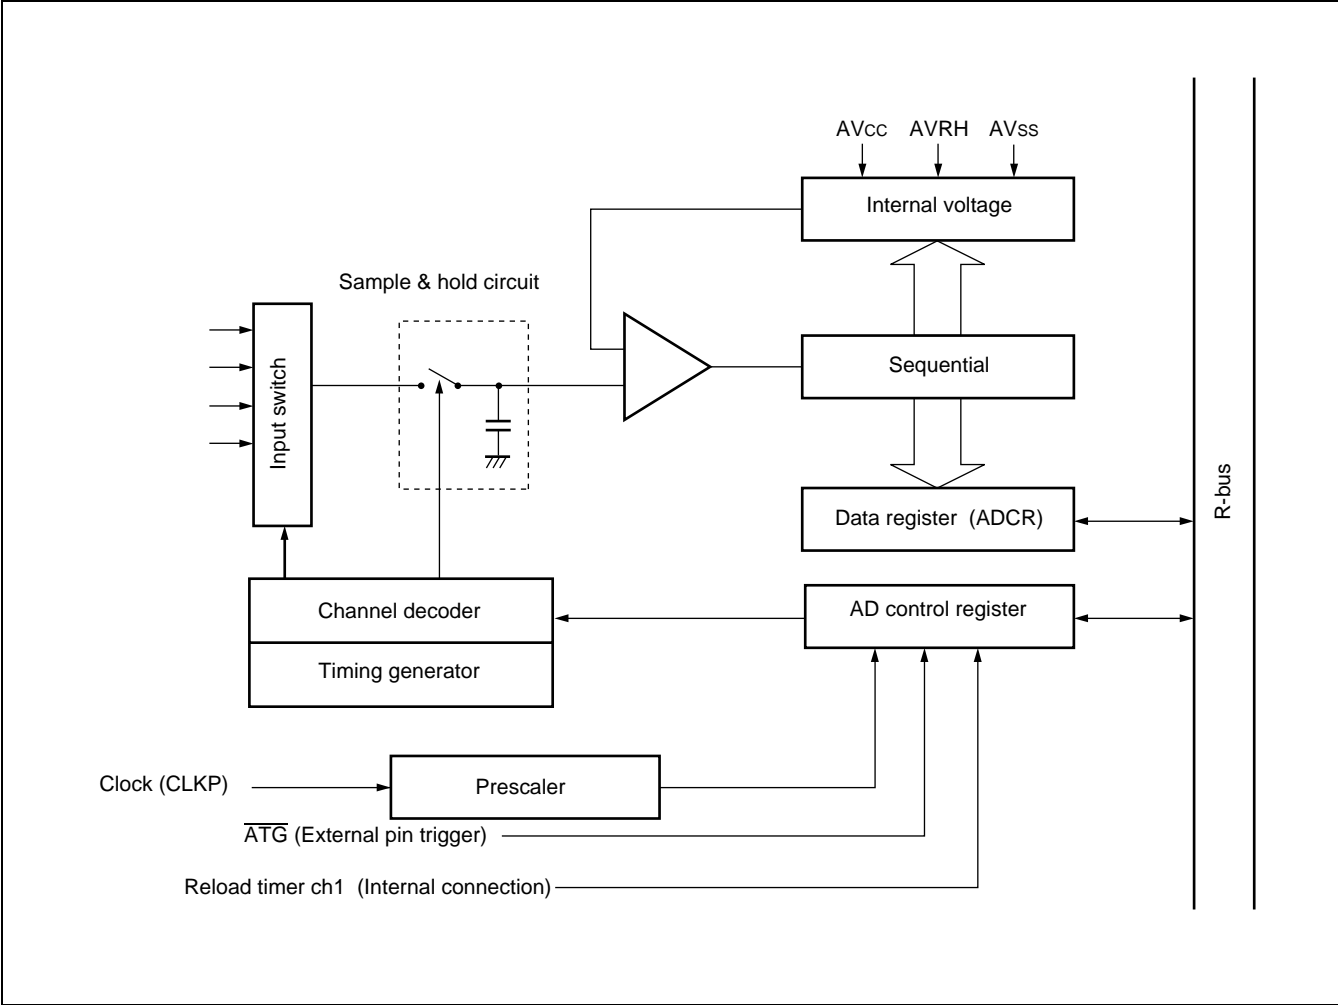 AVCC AVRH AVSS
Internal voltage
Sample & hold circuit
Input switch
Sequential
R-bus
Data register (ADCR)
Channel decoder
AD control register
Timing generator
Clock (CLKP)
Prescaler
ATG (External pin trigger)
Reload timer ch1 (Internal connection)